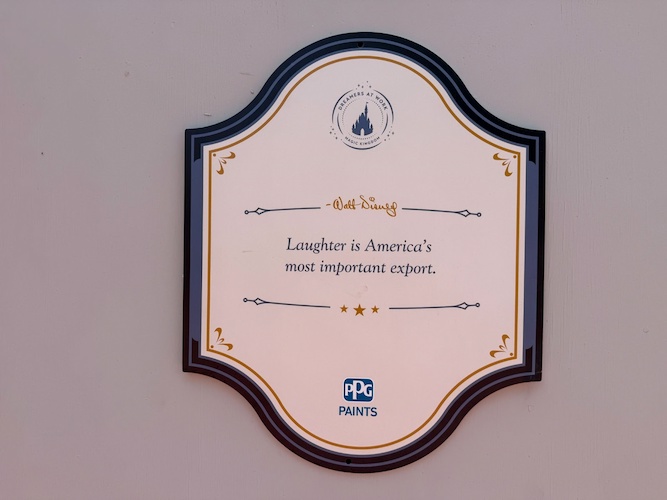 DREAMERS AT WORK
MAGIC KINGDOM
-Walt Disney
Laughter is America's
most important export.
PPG
PAINTS